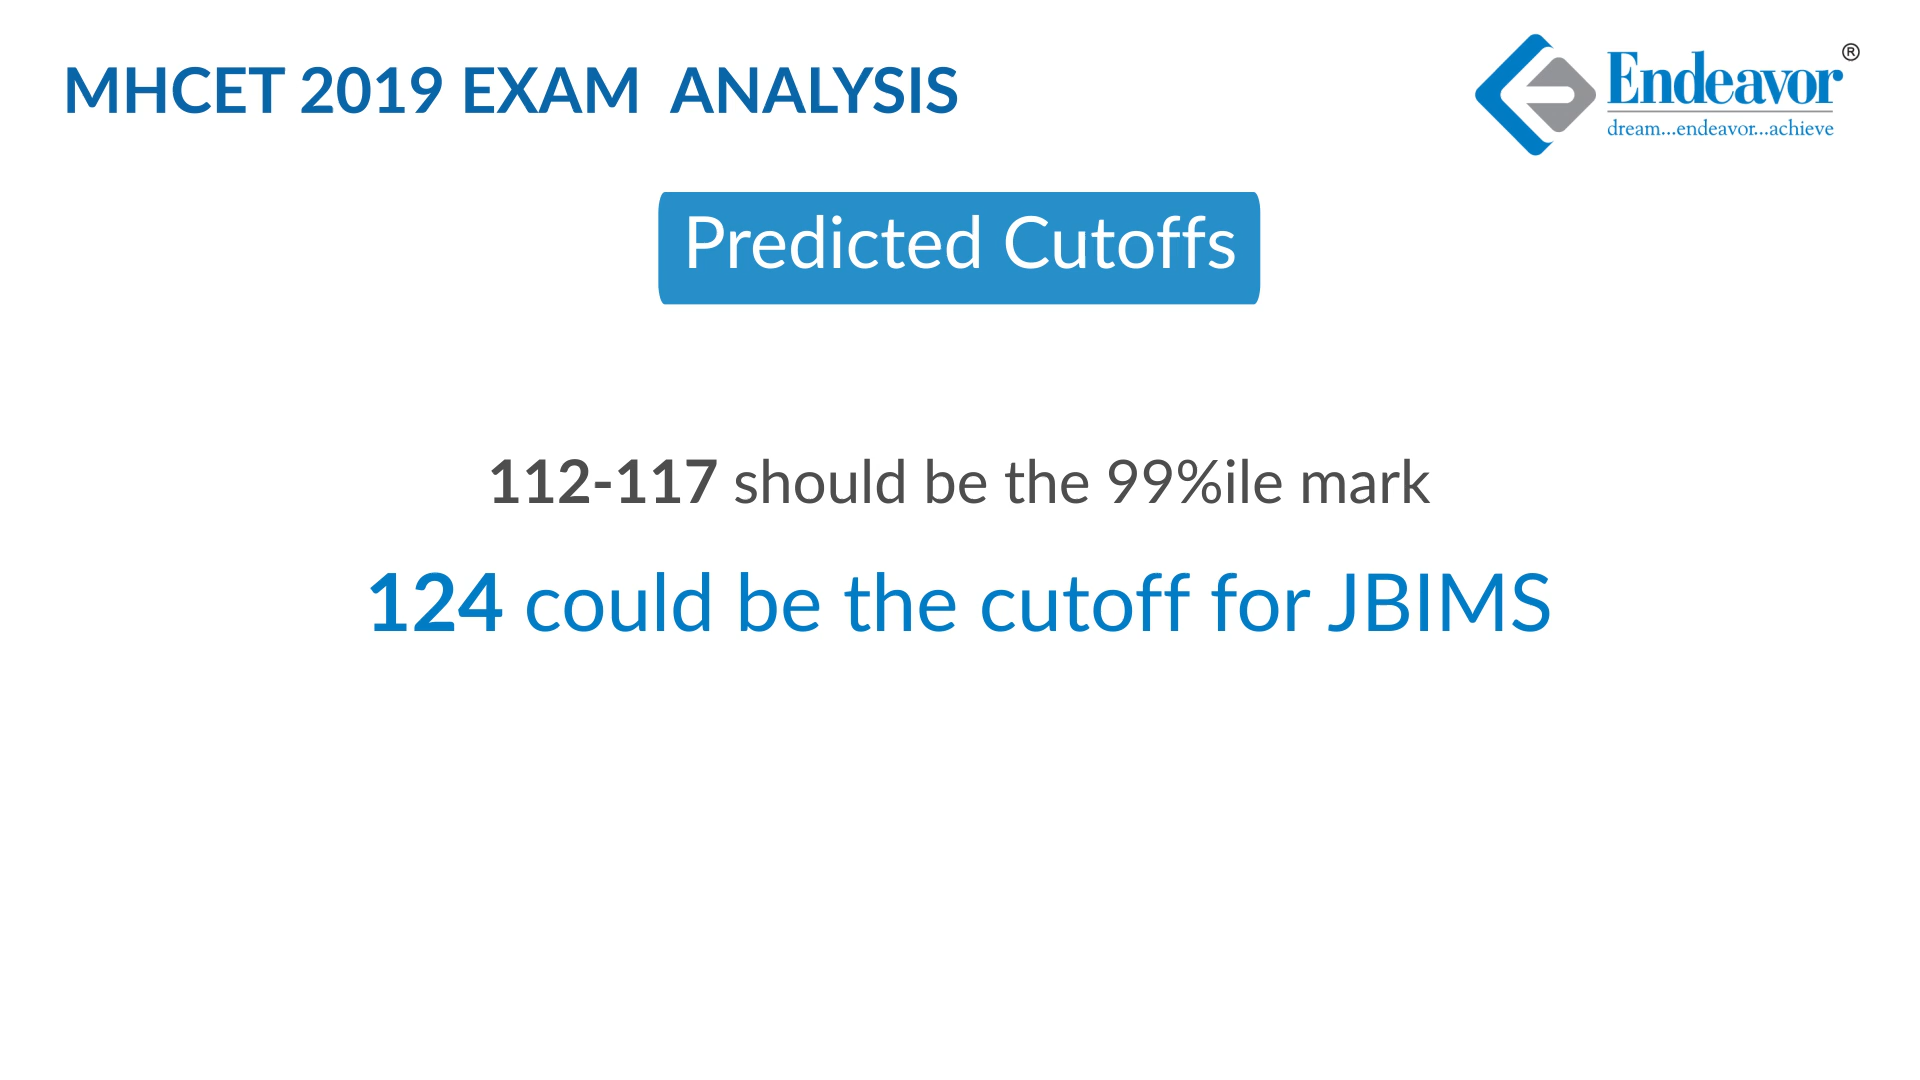 MHCET 2019 EXAM  ANALYSIS
Endeavor®
dream...endeavor...achieve
Predicted Cutoffs
112-117 should be the 99%ile mark
124 could be the cutoff for JBIMS